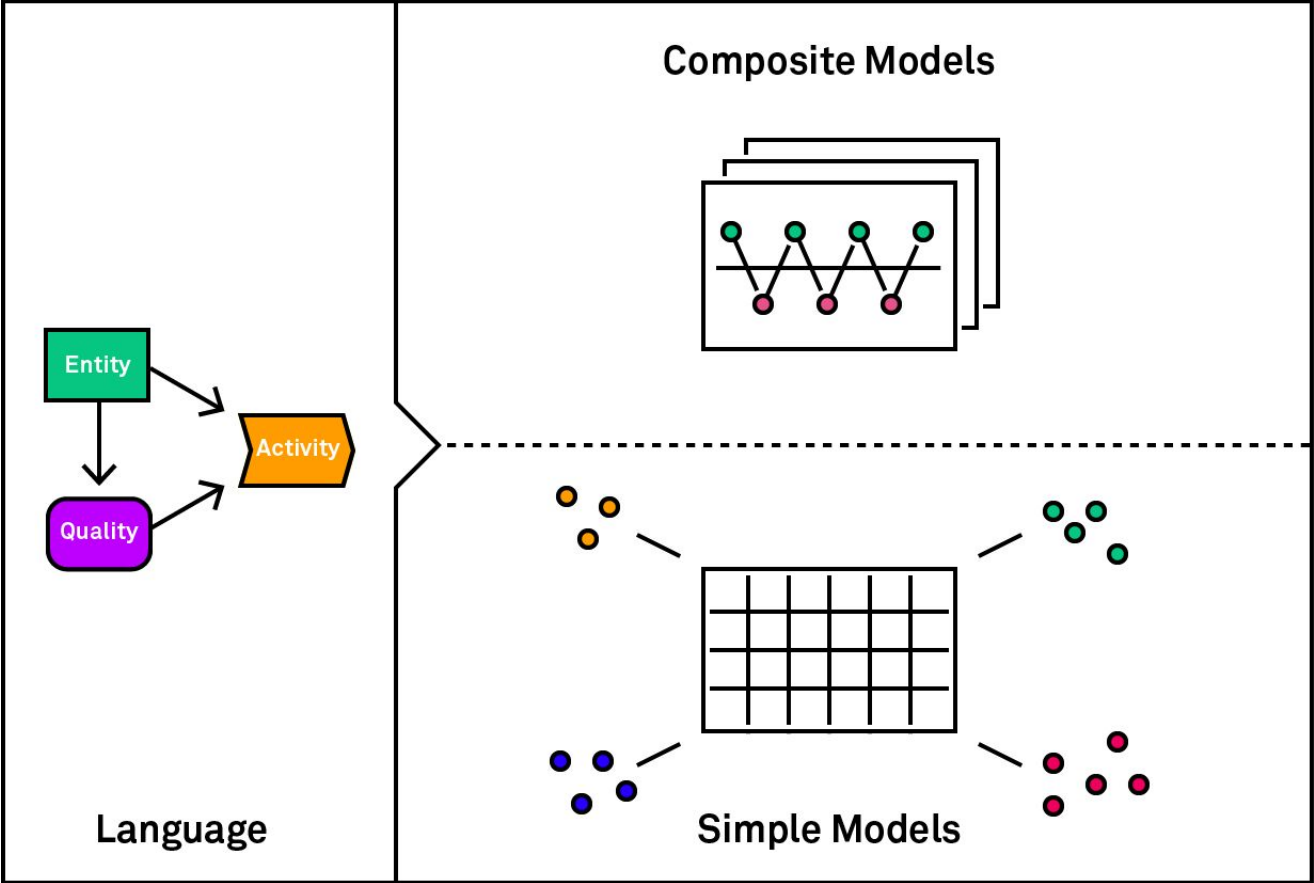 Composite Models
Entity
Activity
Quality
Language
Simple Models